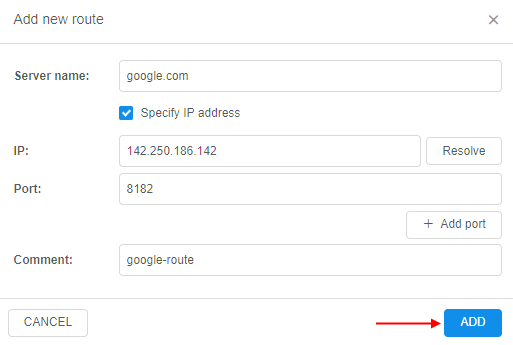 Add new route
Server name: google.com
Specify IP address
IP: 142.250.186.142 Resolve
Port: 8182
+ Add port
Comment: google-route
CANCEL ADD